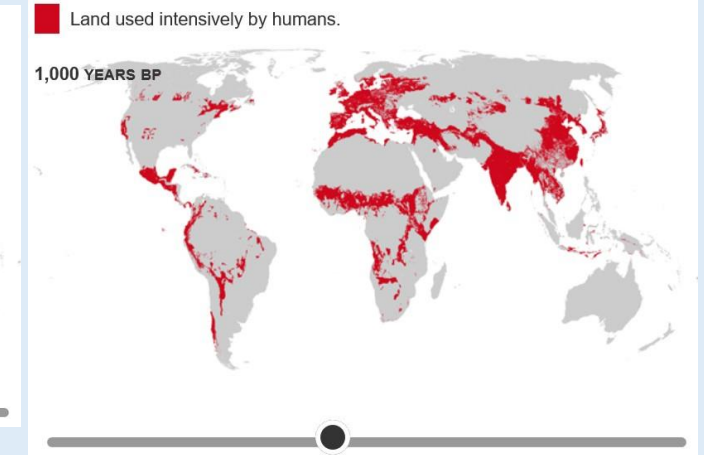 Land used intensively by humans.
1,000 YEARS BP